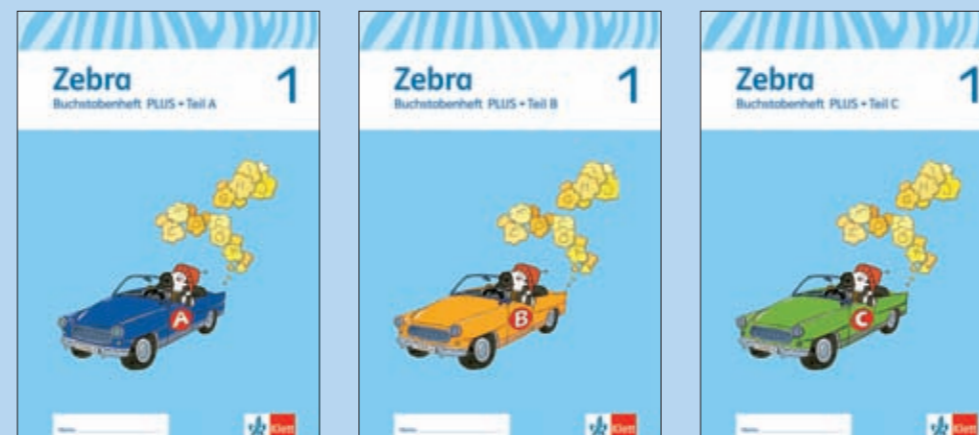 Zebra 1
Buchstabenheft PLUS • Teil A
A
Klett
Zebra 1
Buchstabenheft PLUS • Teil B
B
Klett
Zebra 1
Buchstabenheft PLUS • Teil C
C
Klett